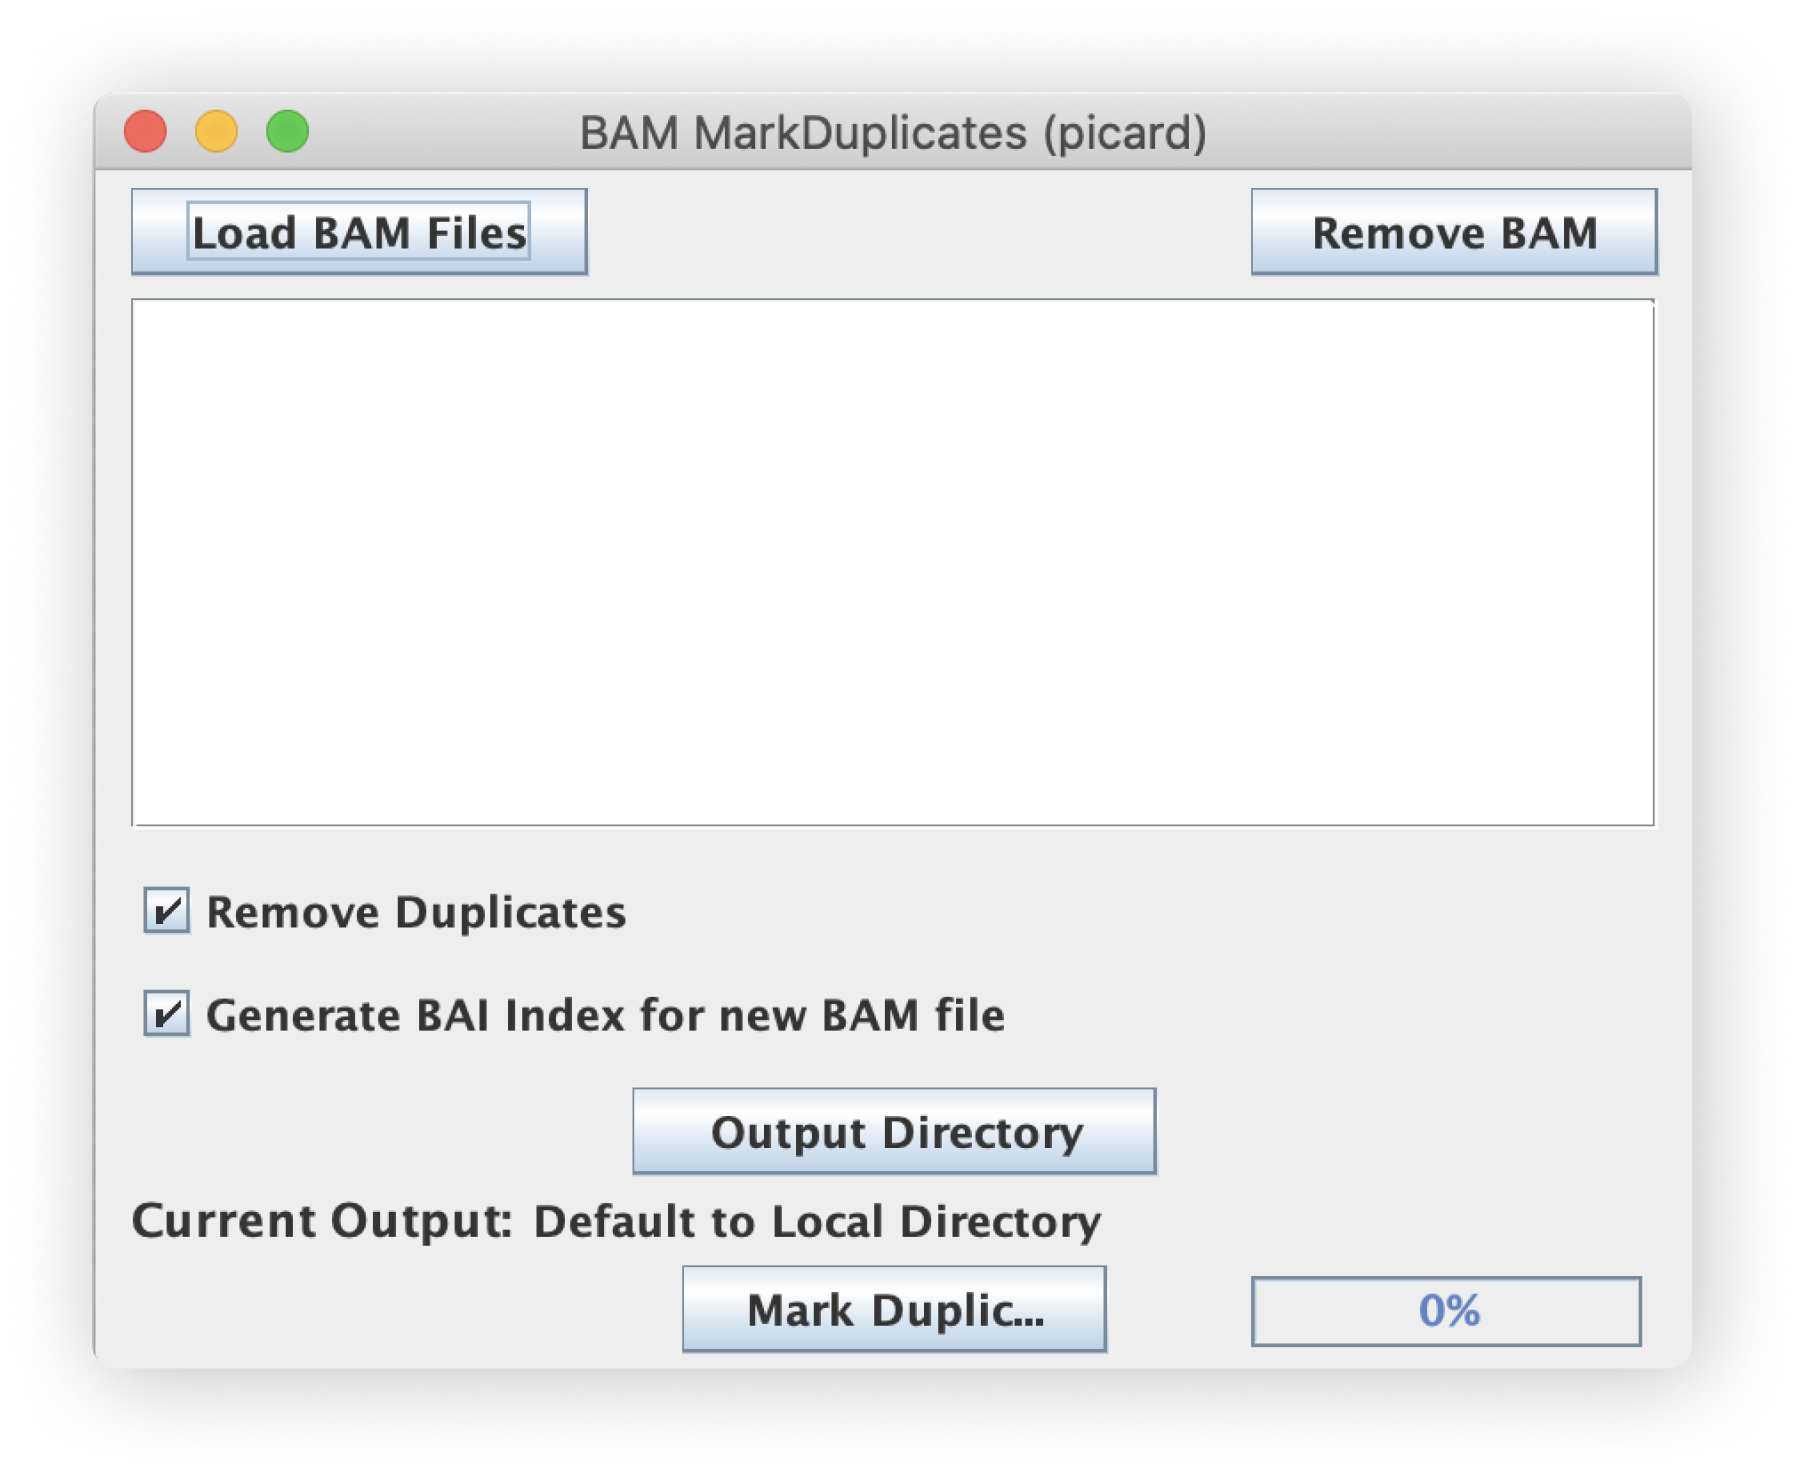 BAM MarkDuplicates (picard)
Load BAM Files
Remove BAM
Remove Duplicates
Generate BAI Index for new BAM file
Output Directory
Current Output: Default to Local Directory
Mark Duplic...
0%